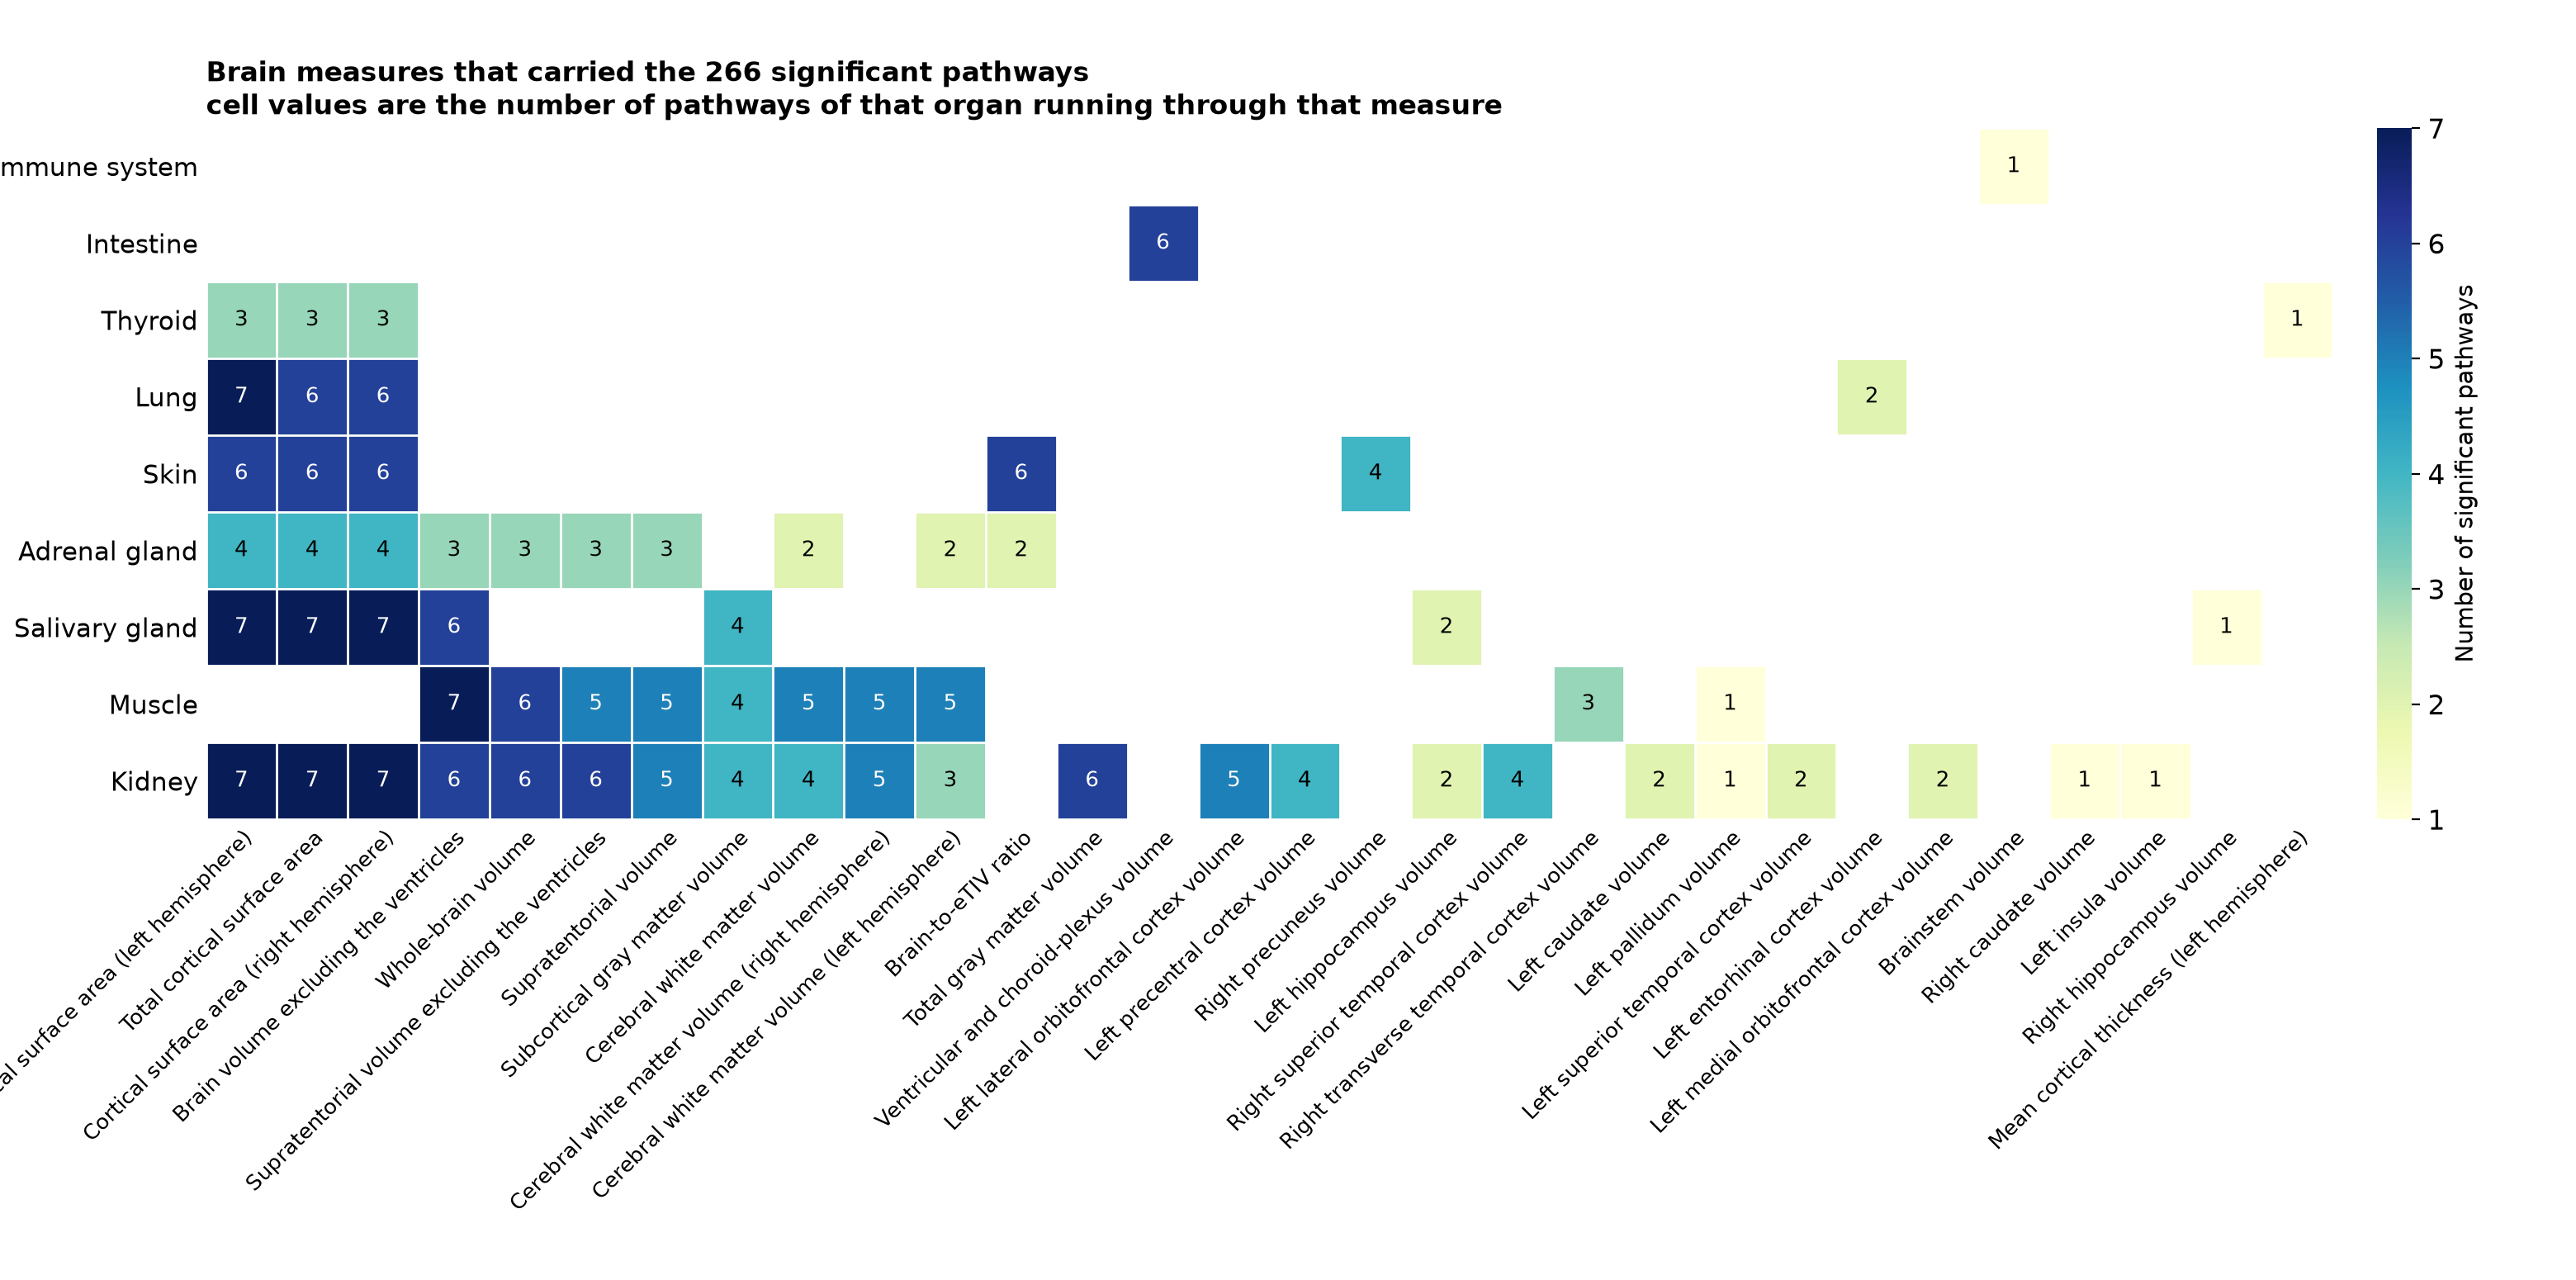 Brain measures that carried the 266 significant pathways
cell values are the number of pathways of that organ running through that measure
mmune system 1
Intestine 6
Thyroid 3 3 3 1
Lung 7 6 6 2
Skin 6 6 6 6 4
Adrenal gland 4 4 4 3 3 3 3 2 2 2
Salivary gland 7 7 7 6 4 2 1
Muscle 7 6 5 5 4 5 5 5 3 1
Kidney 7 7 7 6 6 6 5 4 4 5 3 6 5 4 2 4 2 1 2 2 1 1
al surface area (left hemisphere)
Total cortical surface area
Cortical surface area (right hemisphere)
Brain volume excluding the ventricles
Whole-brain volume
Supratentorial volume excluding the ventricles
Supratentorial volume
Subcortical gray matter volume
Cerebral white matter volume
Cerebral white matter volume (right hemisphere)
Cerebral white matter volume (left hemisphere)
Brain-to-eTIV ratio
Total gray matter volume
Ventricular and choroid-plexus volume
Left lateral orbitofrontal cortex volume
Left precentral cortex volume
Right precuneus volume
Left hippocampus volume
Right superior temporal cortex volume
Right transverse temporal cortex volume
Left caudate volume
Left pallidum volume
Left superior temporal cortex volume
Left entorhinal cortex volume
Left medial orbitofrontal cortex volume
Brainstem volume
Right caudate volume
Left insula volume
Right hippocampus volume
Mean cortical thickness (left hemisphere)
7
6
5
4
3
2
1
Number of significant pathways